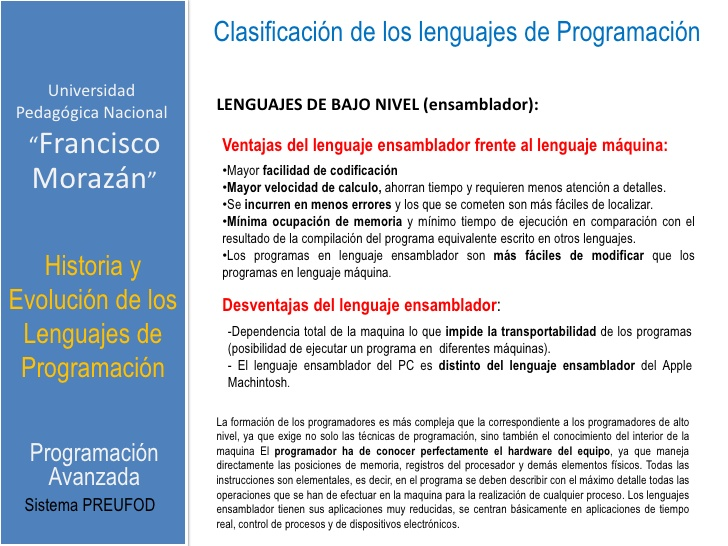 Clasificación de los lenguajes de Programación
Universidad
Pedagógica Nacional
“Francisco
Morazán”
Historia y
Evolución de los
Lenguajes de
Programación
Programación
Avanzada
Sistema PREUFOD
LENGUAJES DE BAJO NIVEL (ensamblador):
Ventajas del lenguaje ensamblador frente al lenguaje máquina:
•Mayor facilidad de codificación
•Mayor velocidad de calculo, ahorran tiempo y requieren menos atención a detalles.
•Se incurren en menos errores y los que se cometen son más fáciles de localizar.
•Mínima ocupación de memoria y mínimo tiempo de ejecución en comparación con el
resultado de la compilación del programa equivalente escrito en otros lenguajes.
•Los programas en lenguaje ensamblador son más fáciles de modificar que los
programas en lenguaje máquina.
Desventajas del lenguaje ensamblador:
-Dependencia total de la maquina lo que impide la transportabilidad de los programas
(posibilidad de ejecutar un programa en diferentes máquinas).
- El lenguaje ensamblador del PC es distinto del lenguaje ensamblador del Apple
Machintosh.
La formación de los programadores es más compleja que la correspondiente a los programadores de alto
nivel, ya que exige no solo las técnicas de programación, sino también el conocimiento del interior de la
maquina El programador ha de conocer perfectamente el hardware del equipo, ya que maneja
directamente las posiciones de memoria, registros del procesador y demás elementos físicos. Todas las
instrucciones son elementales, es decir, en el programa se deben describir con el máximo detalle todas las
operaciones que se han de efectuar en la maquina para la realización de cualquier proceso. Los lenguajes
ensamblador tienen sus aplicaciones muy reducidas, se centran básicamente en aplicaciones de tiempo
real, control de procesos y de dispositivos electrónicos.